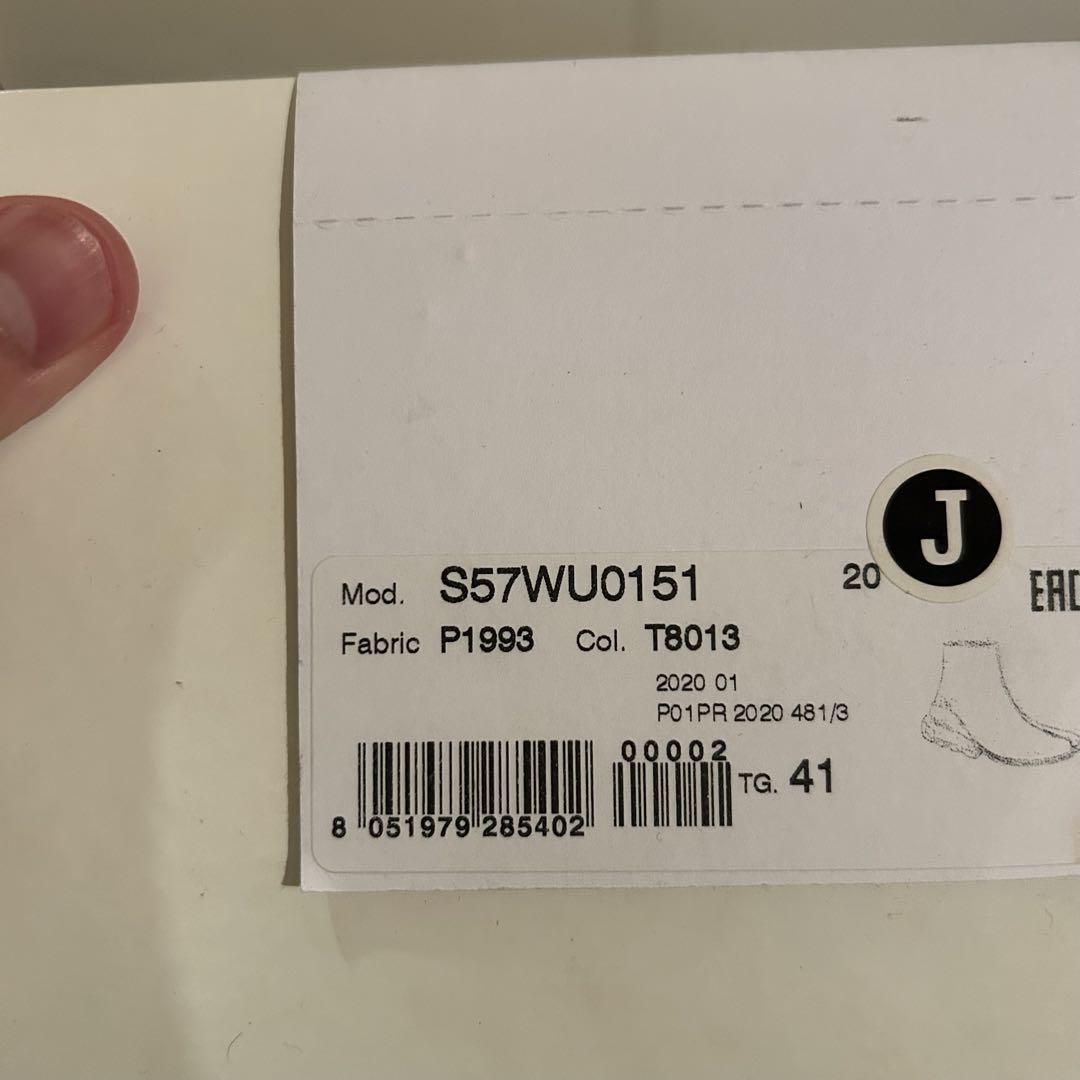 J
Mod. S57WU0151
20
EAC
Fabric P1993 Col. T8013
2020 01
P01PR 2020 481/3
00002
TG. 41
8 051979 285402